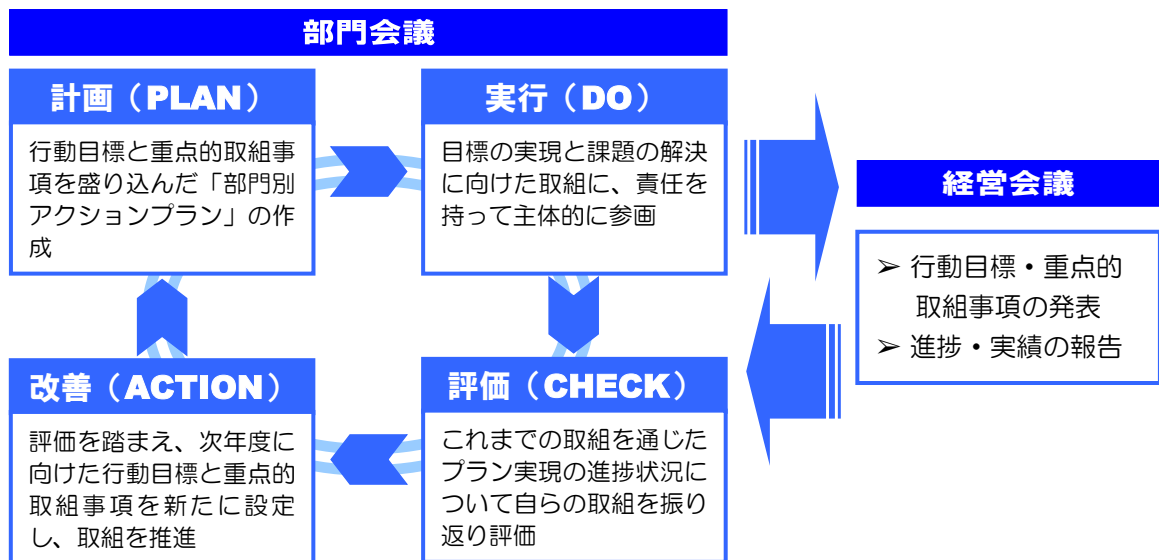 部門会議
計画（PLAN）
行動目標と重点的取組事
項を盛り込んだ「部門別
アクションプラン」の作
成
実行（DO）
目標の実現と課題の解決
に向けた取組に、責任を
持って主体的に参画
経営会議
➢ 行動目標・重点的
取組事項の発表
➢ 進捗・実績の報告
改善（ACTION）
評価を踏まえ、次年度に
向けた行動目標と重点的
取組事項を新たに設定
し、取組を推進
評価（CHECK）
これまでの取組を通じた
プラン実現の進捗状況に
ついて自らの取組を振り
返り評価